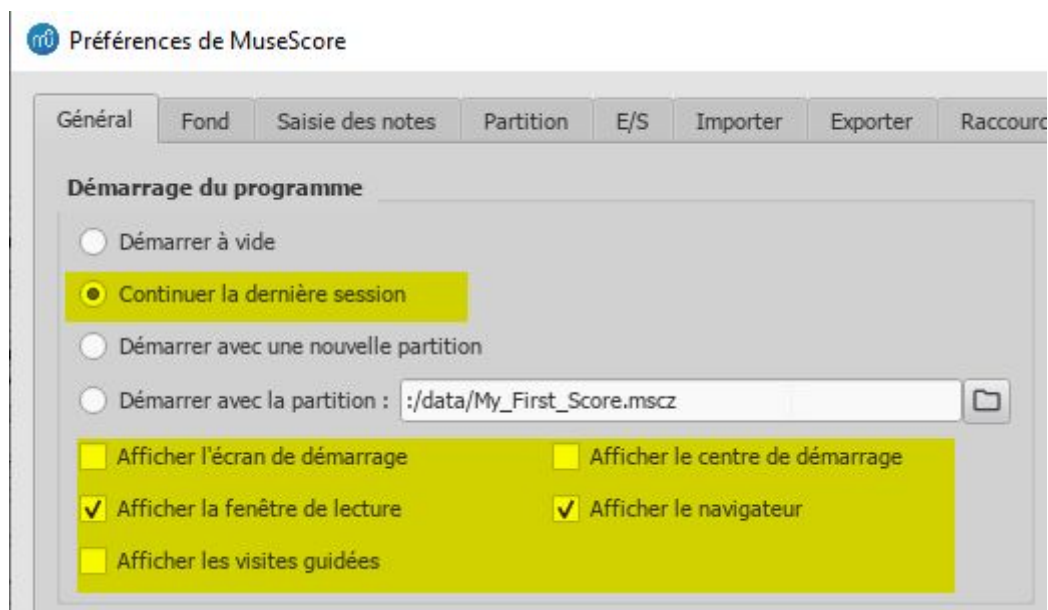 Préférences de MuseScore
Général Fond Saisie des notes Partition E/S Importer Exporter Raccourc
Démarrage du programme
Démarrer à vide
Continuer la dernière session
Démarrer avec une nouvelle partition
Démarrer avec la partition : :/data/My_First_Score.mscz
Afficher l'écran de démarrage Afficher le centre de démarrage
Afficher la fenêtre de lecture Afficher le navigateur
Afficher les visites guidées